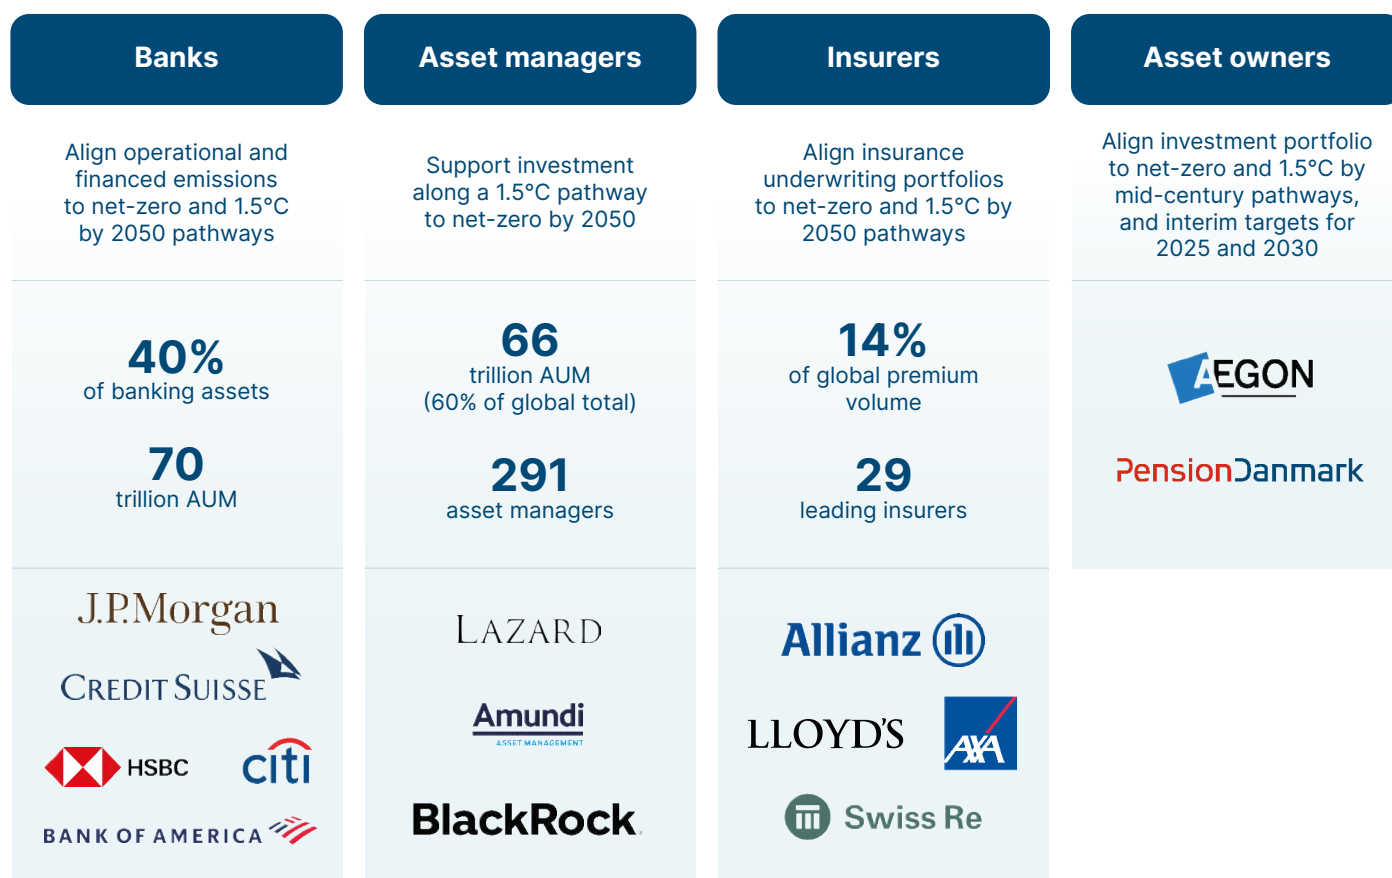 Banks
Align operational and
financed emissions
to net-zero and 1.5°C
by 2050 pathways
40%
of banking assets
70
trillion AUM
J.P.Morgan
CREDIT SUISSE
HSBC
citi
BANK OF AMERICA
Asset managers
Support investment
along a 1.5°C pathway
to net-zero by 2050
66
trillion AUM
(60% of global total)
291
asset managers
LAZARD
Amundi
ASSET MANAGEMENT
BlackRock.
Insurers
Align insurance
underwriting portfolios
to net-zero and 1.5°C by
2050 pathways
14%
of global premium
volume
29
leading insurers
Allianz
LLOYD'S
AXA
Swiss Re
Asset owners
Align investment portfolio
to net-zero and 1.5°C by
mid-century pathways,
and interim targets for
2025 and 2030
AEGON
PensionDanmark